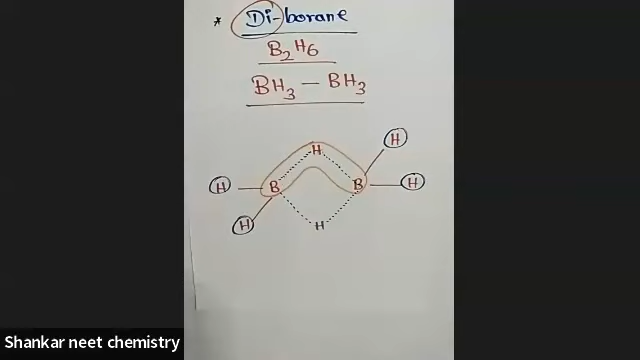 * Di-borane
B2H6
BH3 — BH3
H
H
H B B H
H H
Shankar neet chemistry